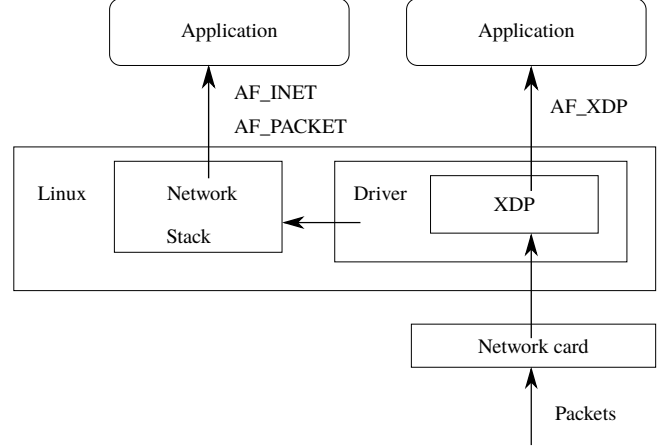 Application
Application
AF_INET
AF_PACKET
AF_XDP
Linux
Network
Stack
Driver
XDP
Network card
Packets